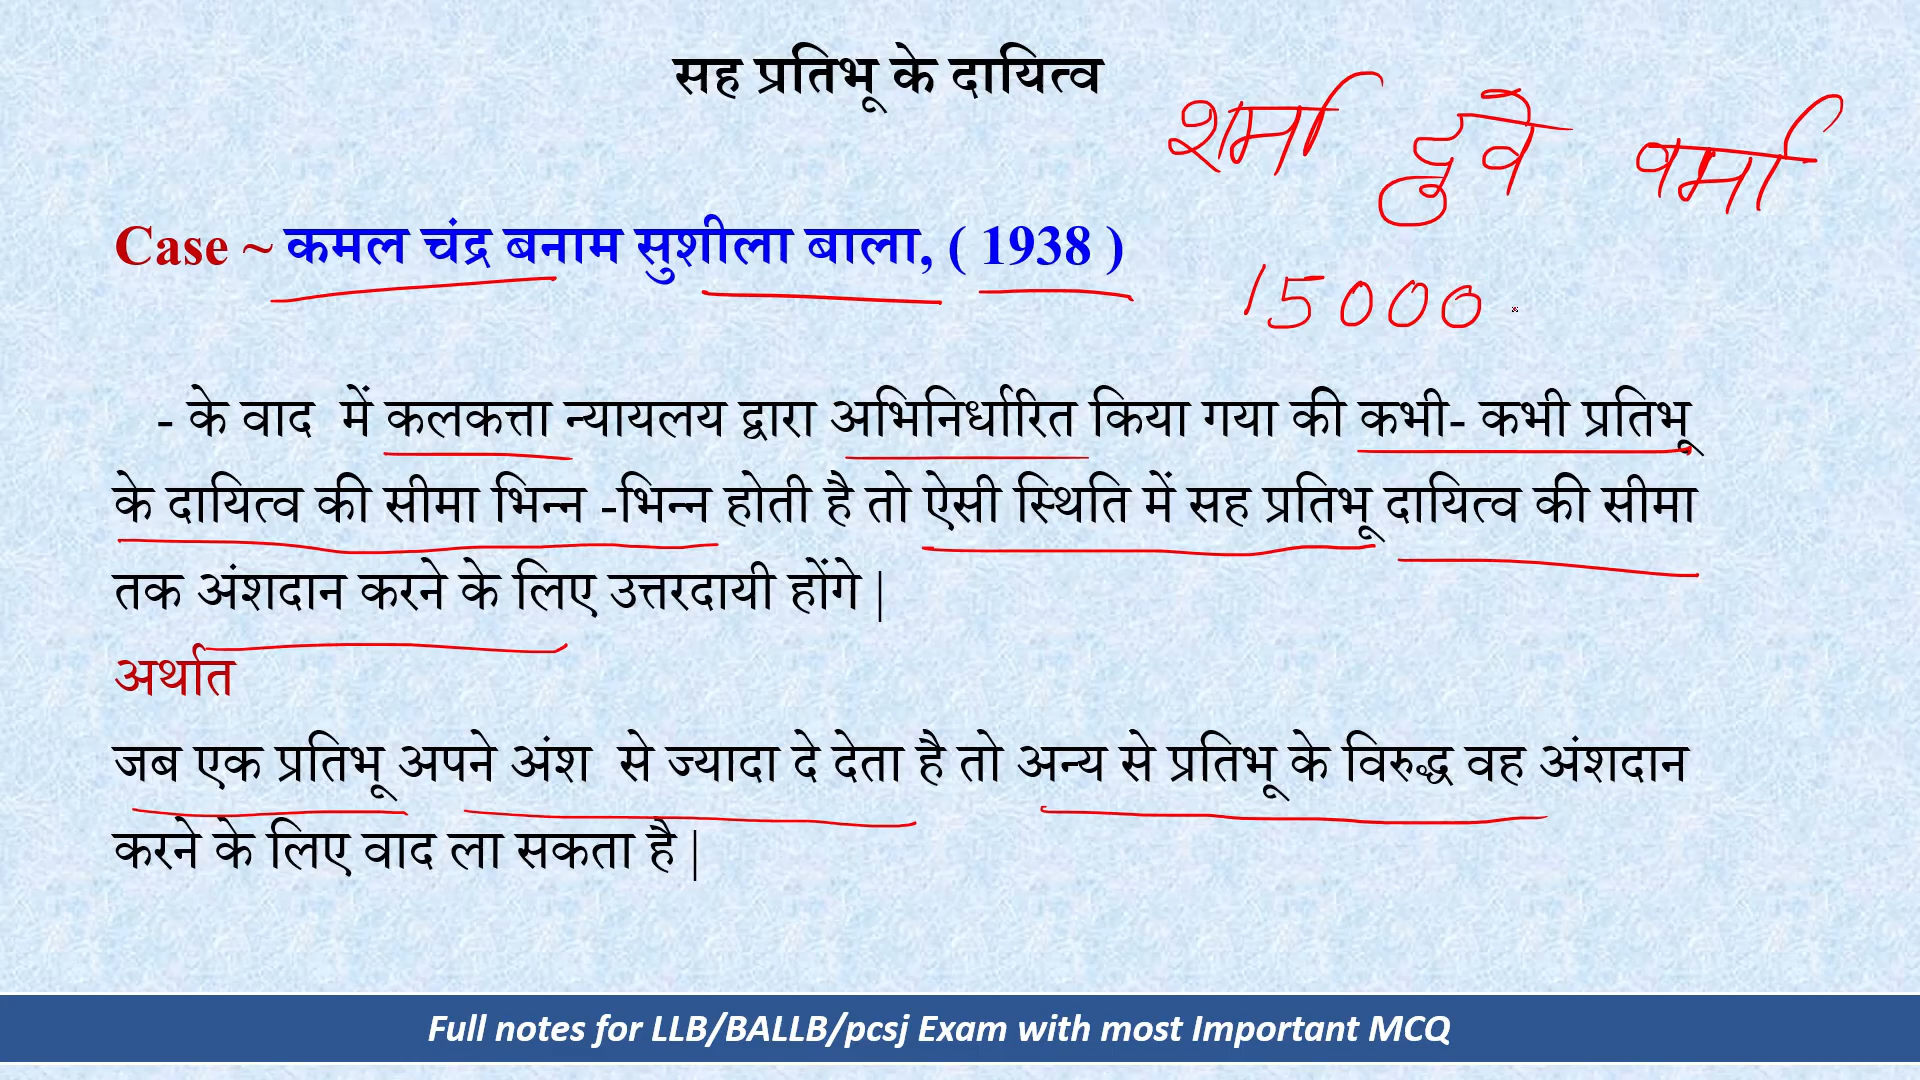 सह प्रतिभू के दायित्व
शर्मा दुवे वर्मा
Case ~ कमल चंद्र बनाम सुशीला बाला, ( 1938 )
15000
- के वाद में कलकत्ता न्यायलय द्वारा अभिनिर्धारित किया गया की कभी- कभी प्रतिभू
के दायित्व की सीमा भिन्न -भिन्न होती है तो ऐसी स्थिति में सह प्रतिभू दायित्व की सीमा
तक अंशदान करने के लिए उत्तरदायी होंगे |
अर्थात
जब एक प्रतिभू अपने अंश से ज्यादा दे देता है तो अन्य से प्रतिभू के विरुद्ध वह अंशदान
करने के लिए वाद ला सकता है |
Full notes for LLB/BALLB/pcsj Exam with most Important MCQ